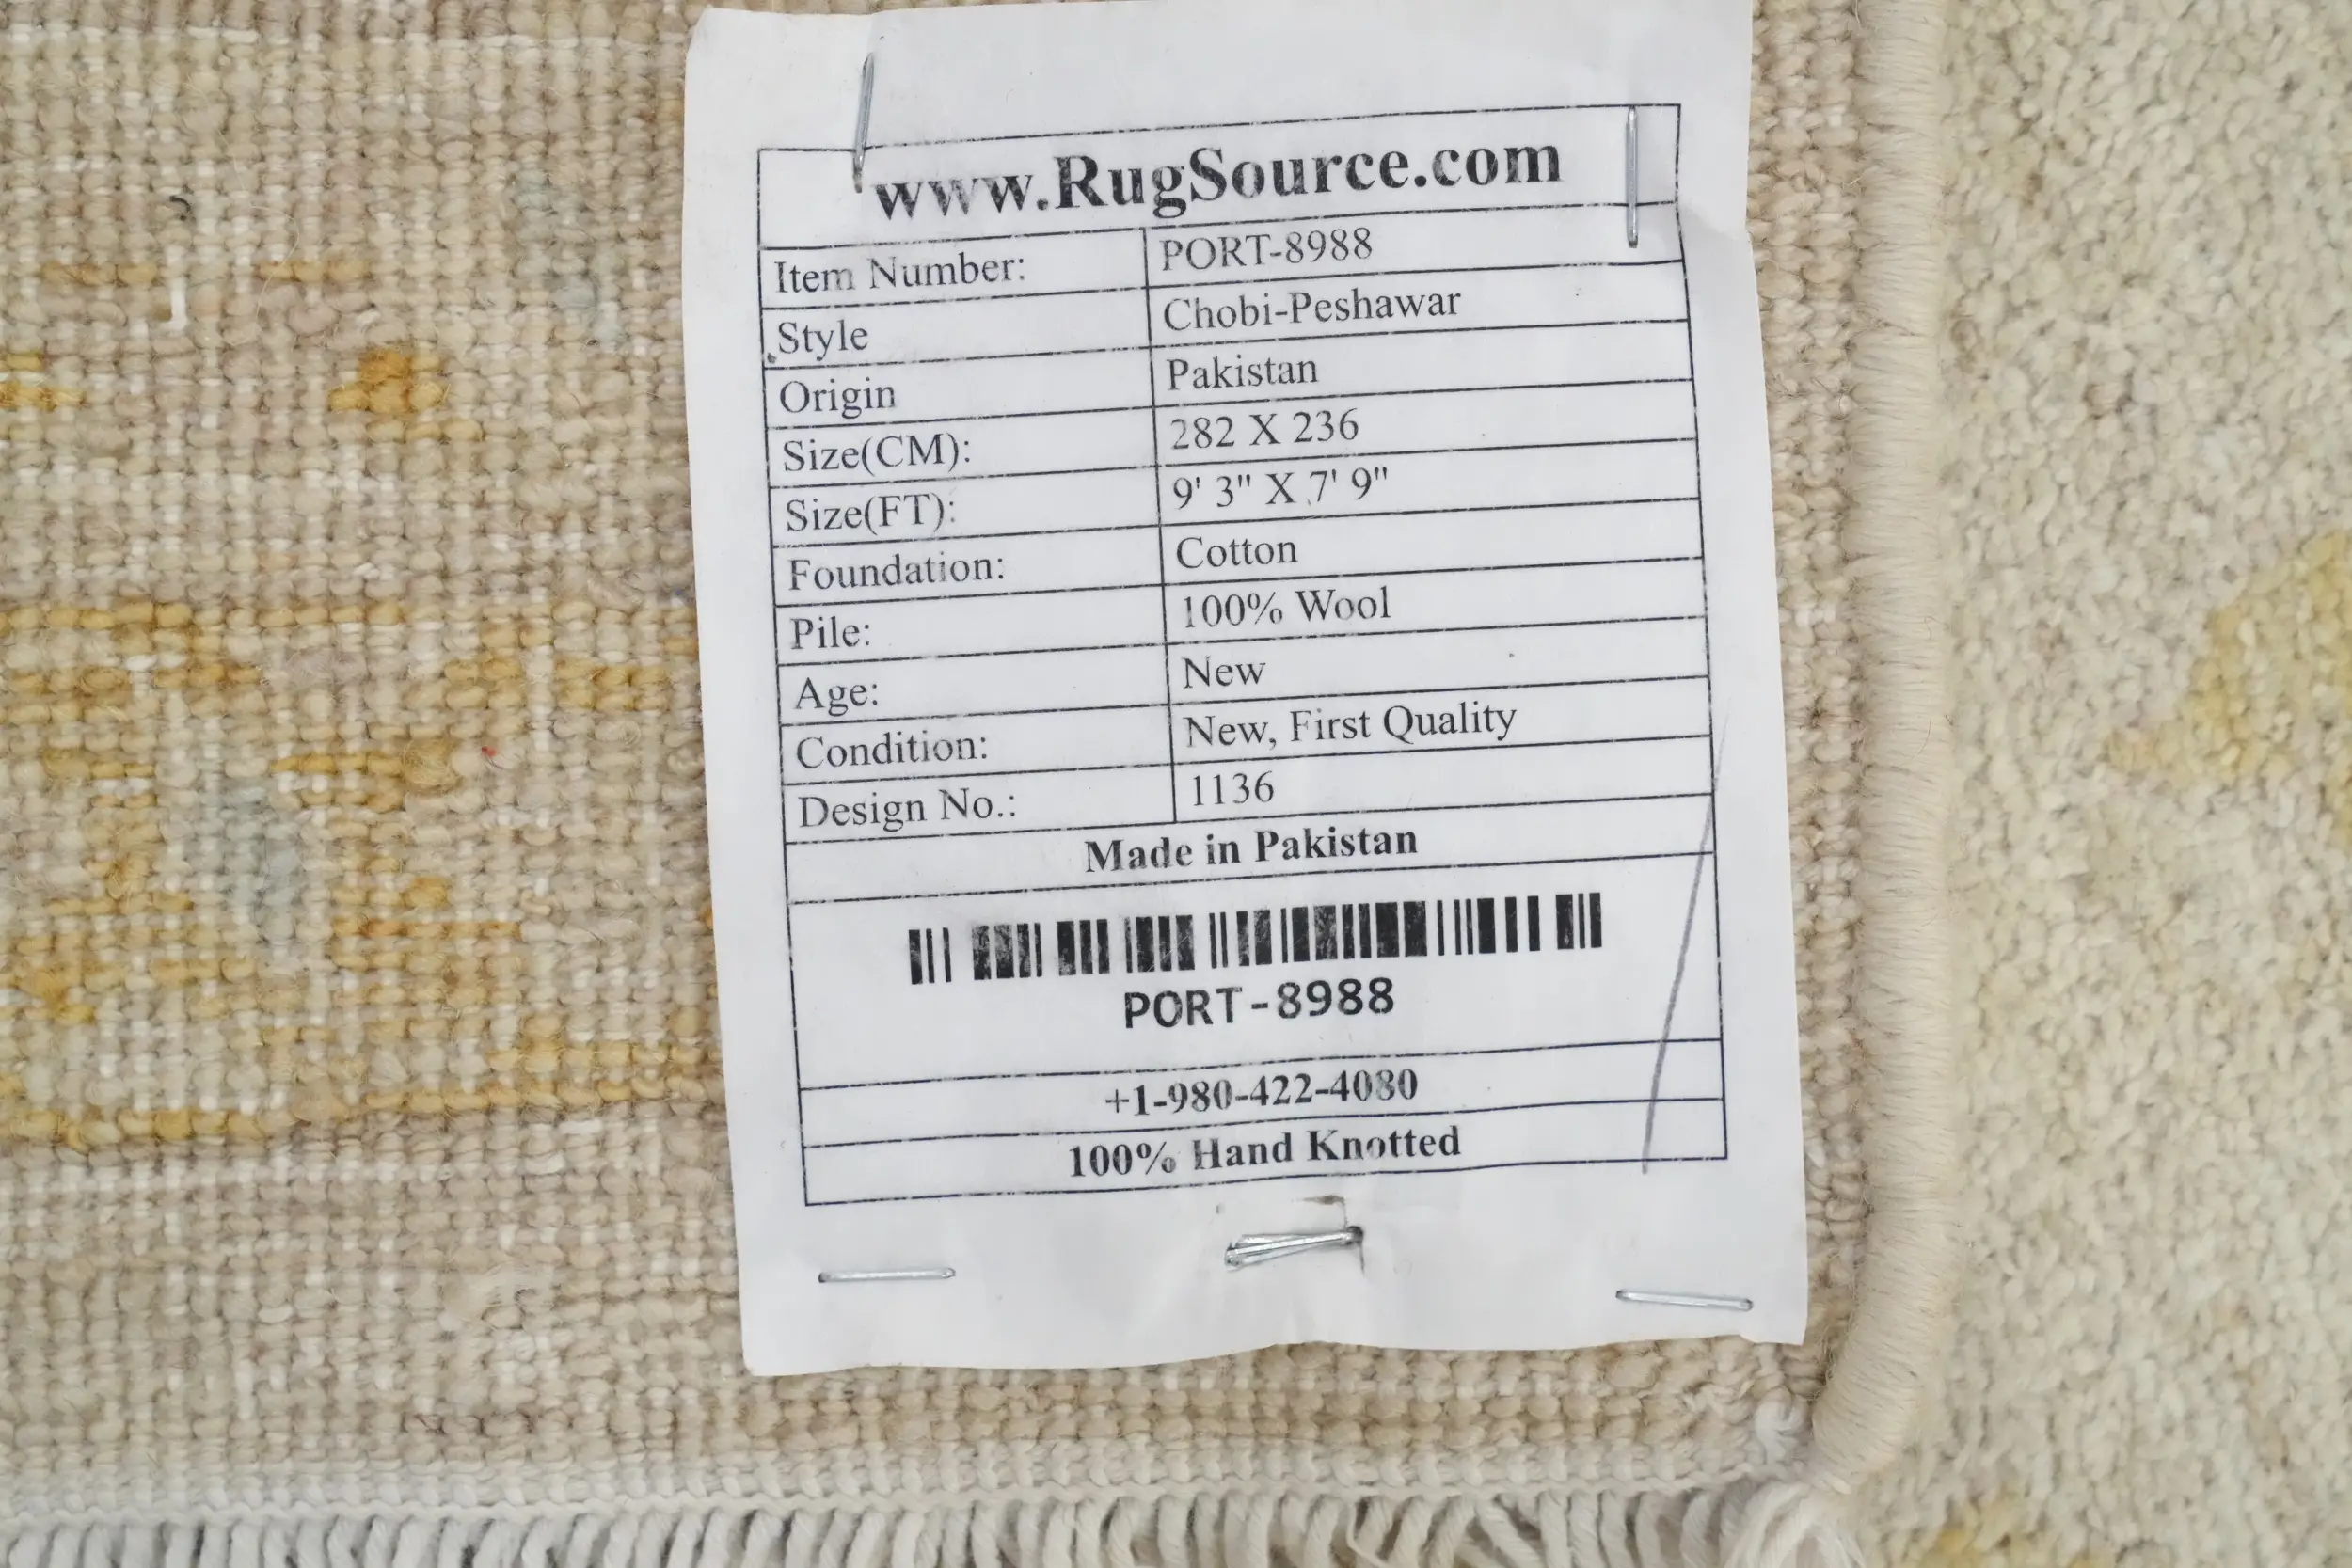 www.RugSource.com
Item Number: PORT-8988
Style Chobi-Peshawar
Origin Pakistan
Size(CM): 282 X 236
Size(FT): 9' 3" X 7' 9"
Foundation: Cotton
Pile: 100% Wool
Age: New
Condition: New, First Quality
Design No.: 1136
Made in Pakistan
PORT-8988
+1-980-422-4080
100% Hand Knotted